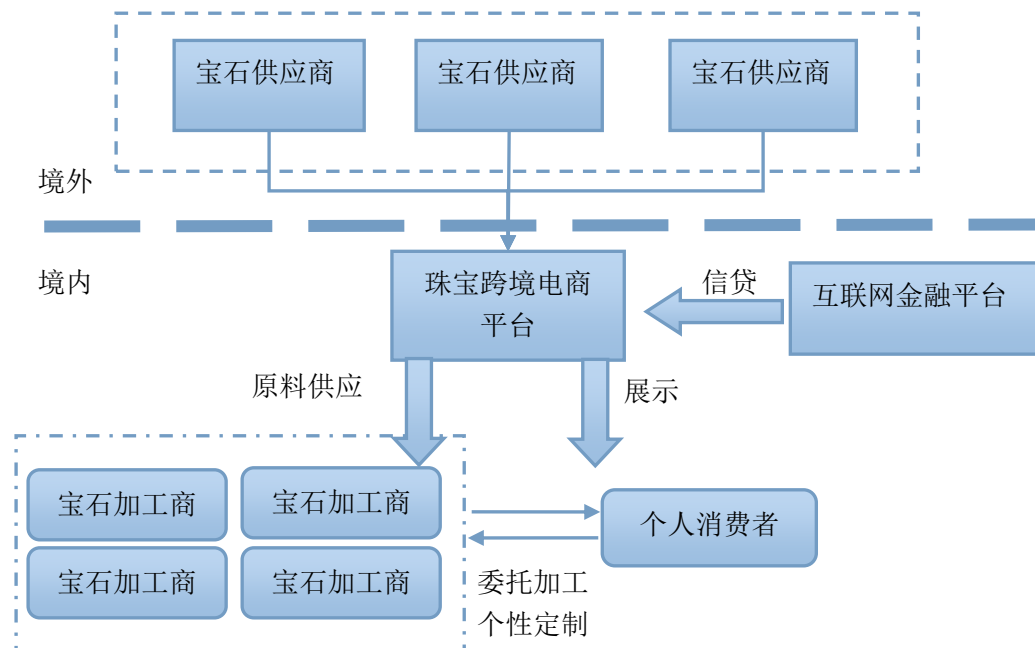 宝石供应商
宝石供应商
宝石供应商
境外
境内
珠宝跨境电商
平台
信贷
互联网金融平台
原料供应
展示
宝石加工商
宝石加工商
个人消费者
宝石加工商
宝石加工商
委托加工
个性定制